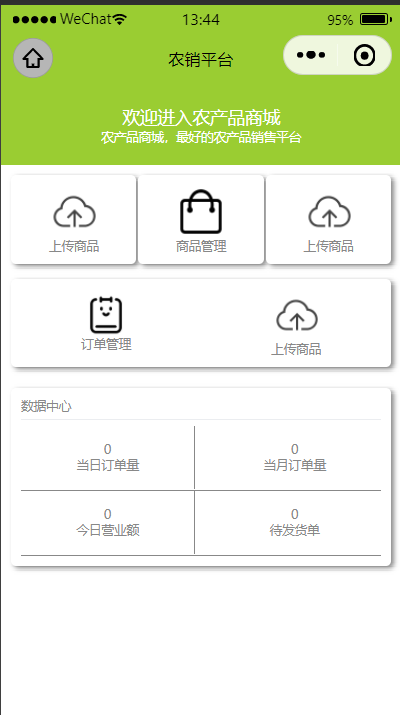 WeChat 13:44 95%
农销平台
欢迎进入农产品商城
农产品商城，最好的农产品销售平台
上传商品 商品管理 上传商品
订单管理 上传商品
数据中心
0 0
当日订单量 当月订单量
0 0
今日营业额 待发货单